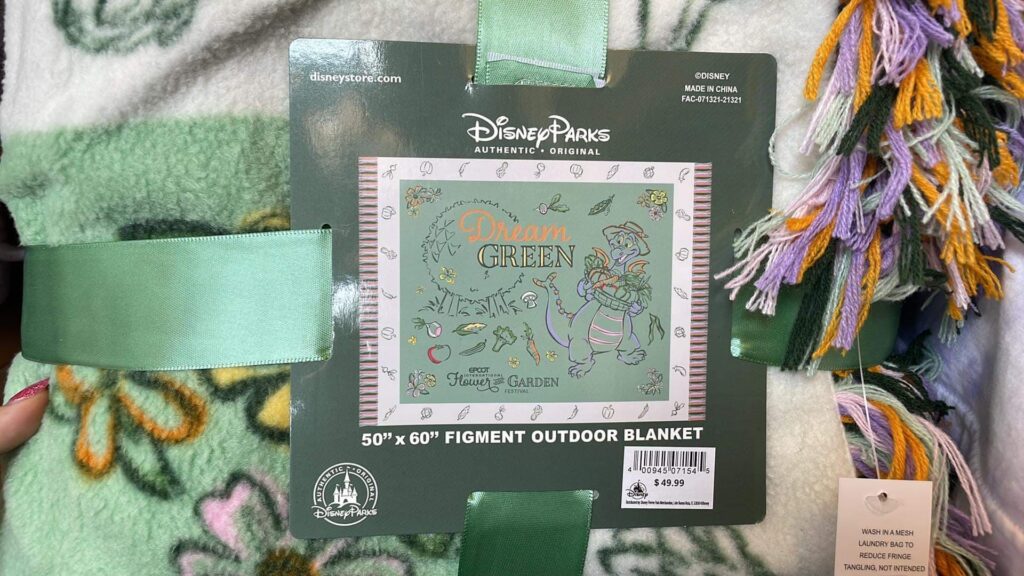 disneystore.com
©DISNEY
MADE IN CHINA
FAC-071321-21321
Disney Parks
AUTHENTIC • ORIGINAL
Dream
GREEN
EPCOT
INTERNATIONAL
Flower AND Garden
FESTIVAL
50” x 60” FIGMENT OUTDOOR BLANKET
AUTHENTIC • ORIGINAL
Disney Parks
4 00945 07154 5
$ 49.99
WASH IN A MESH
LAUNDRY BAG TO
REDUCE FRINGE
TANGLING, NOT INTENDED